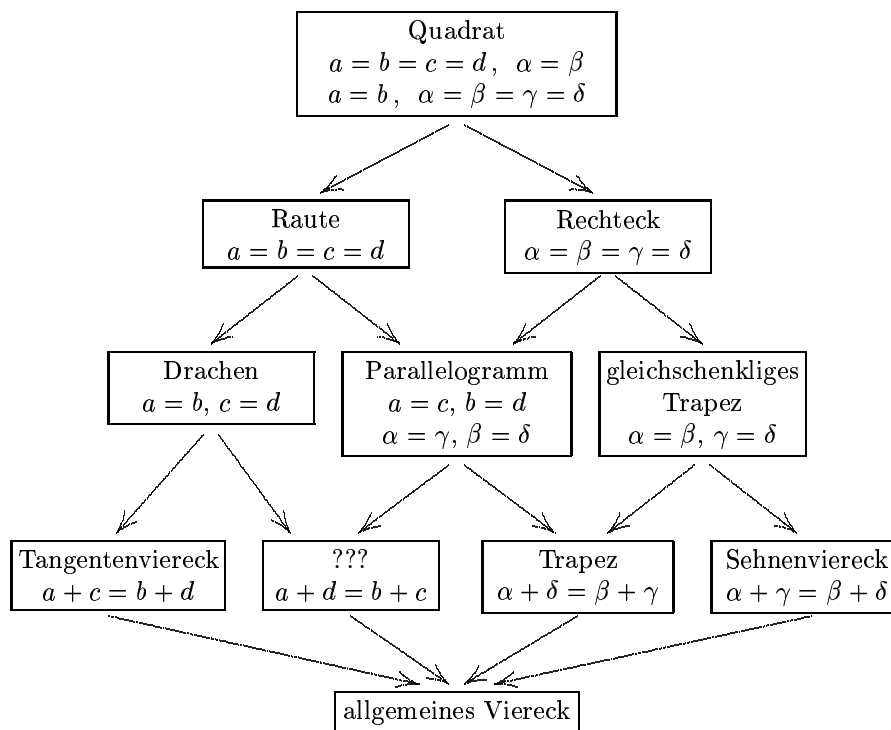 Quadrat
a = b = c = d , α = β
a = b , α = β = γ = δ
Raute
a = b = c = d
Rechteck
α = β = γ = δ
Drachen
a = b, c = d
Parallelogramm
a = c, b = d
α = γ, β = δ
gleichschenkliges
Trapez
α = β, γ = δ
Tangentenviereck
a + c = b + d
???
a + d = b + c
Trapez
α + δ = β + γ
Sehnenviereck
α + γ = β + δ
allgemeines Viereck